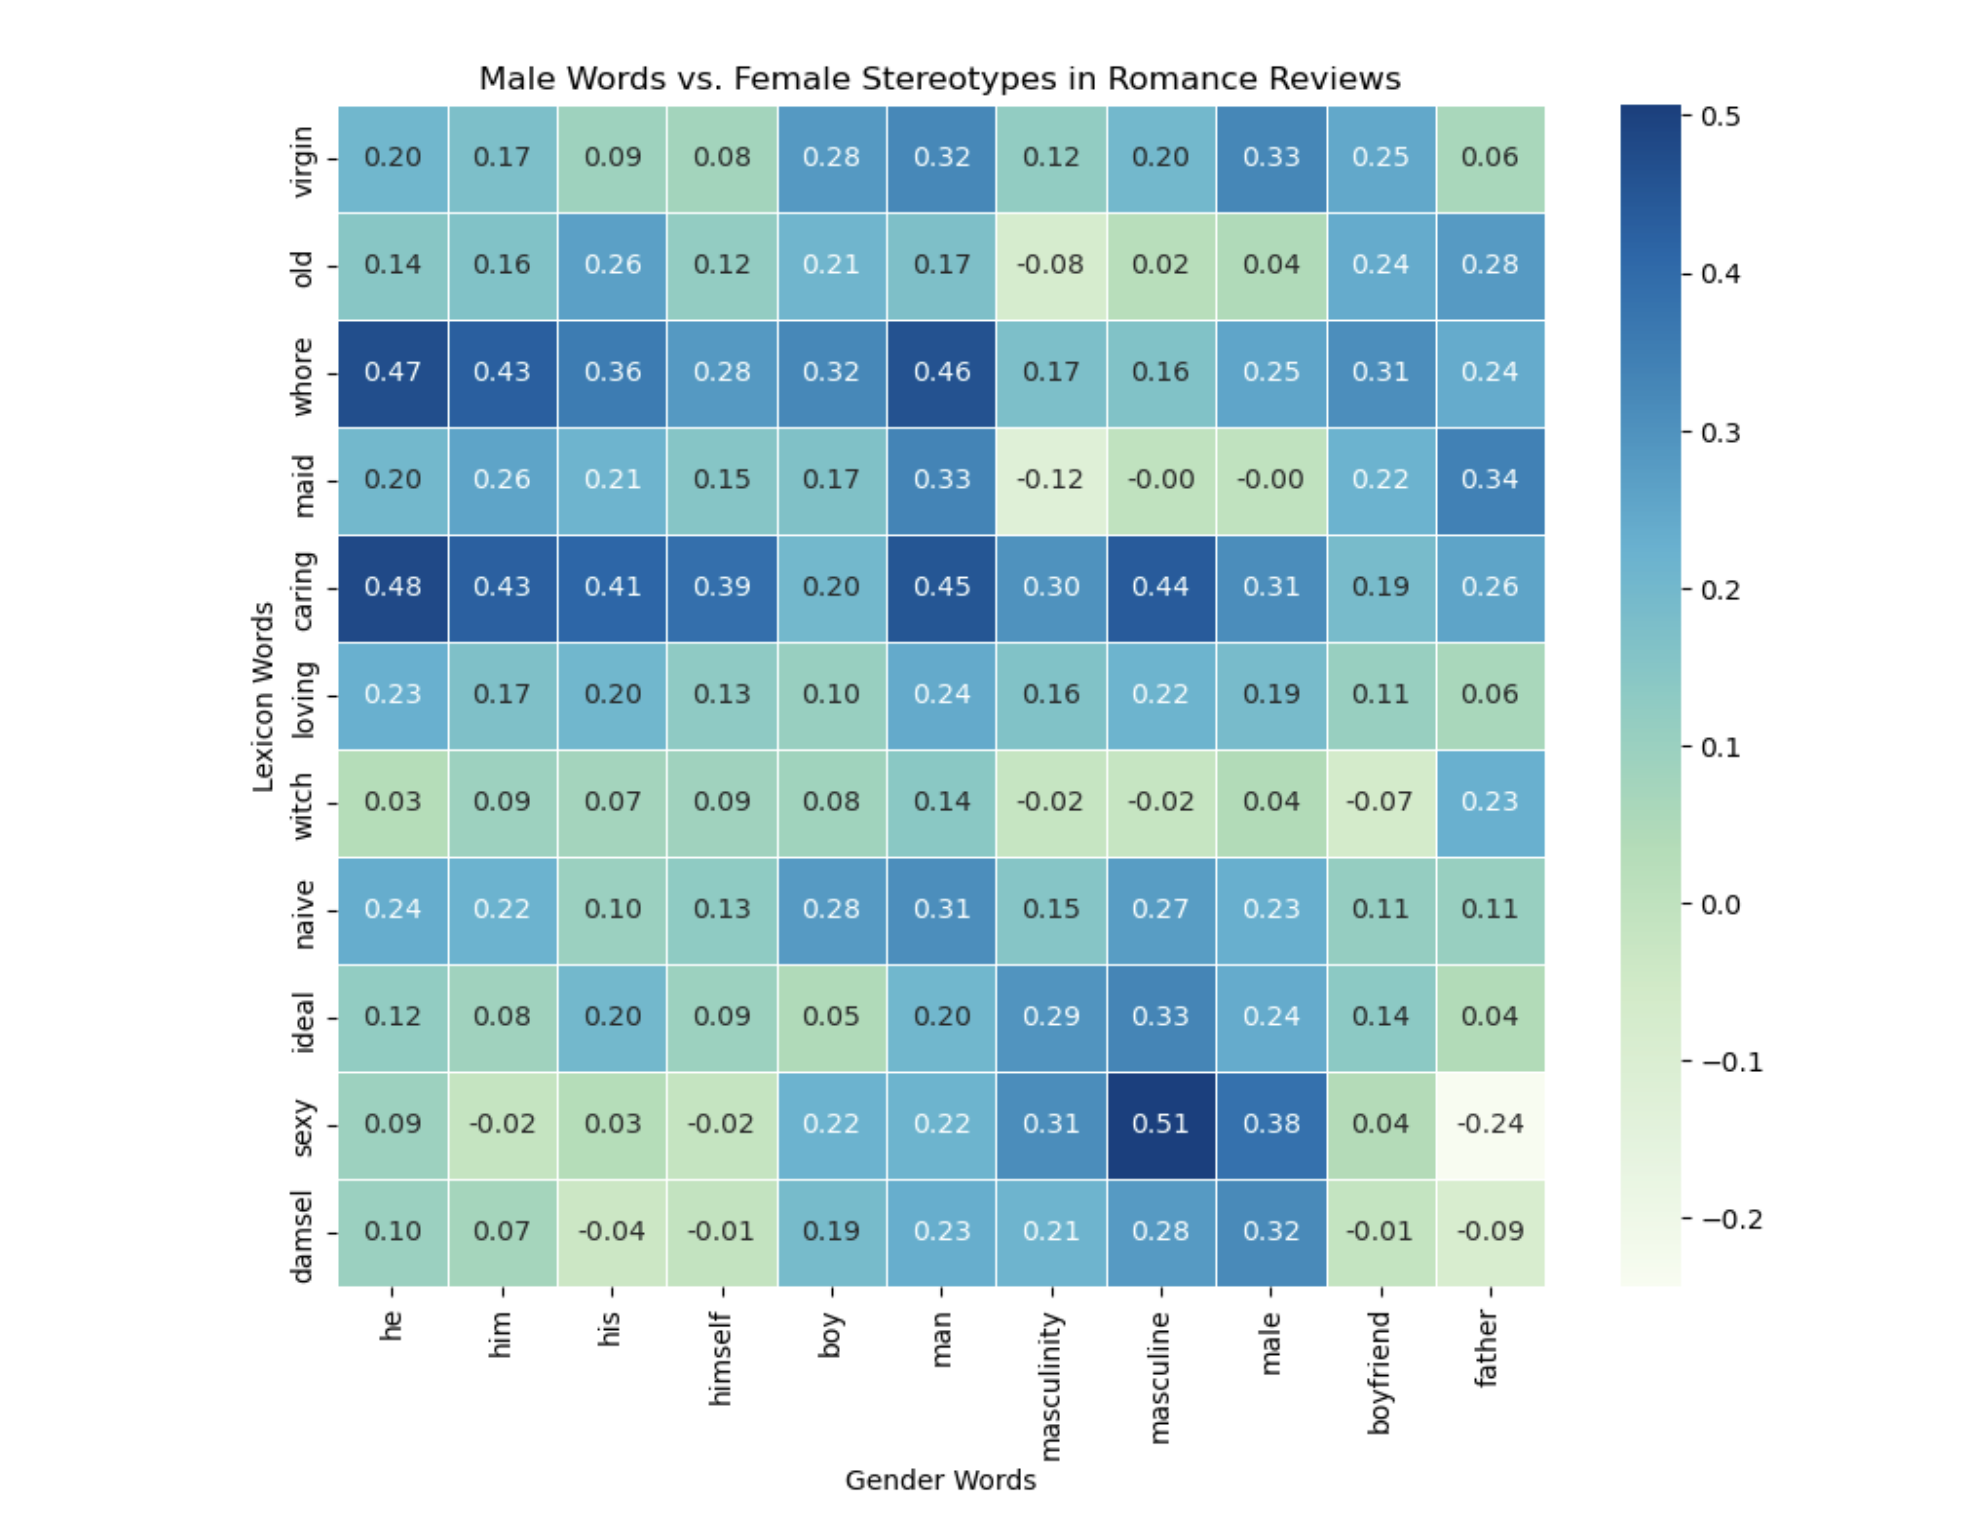 Male Words vs. Female Stereotypes in Romance Reviews
Lexicon Words
virgin 0.20 0.17 0.09 0.08 0.28 0.32 0.12 0.20 0.33 0.25 0.06
old 0.14 0.16 0.26 0.12 0.21 0.17 -0.08 0.02 0.04 0.24 0.28
whore 0.47 0.43 0.36 0.28 0.32 0.46 0.17 0.16 0.25 0.31 0.24
maid 0.20 0.26 0.21 0.15 0.17 0.33 -0.12 -0.00 -0.00 0.22 0.34
caring 0.48 0.43 0.41 0.39 0.20 0.45 0.30 0.44 0.31 0.19 0.26
loving 0.23 0.17 0.20 0.13 0.10 0.24 0.16 0.22 0.19 0.11 0.06
witch 0.03 0.09 0.07 0.09 0.08 0.14 -0.02 -0.02 0.04 -0.07 0.23
naive 0.24 0.22 0.10 0.13 0.28 0.31 0.15 0.27 0.23 0.11 0.11
ideal 0.12 0.08 0.20 0.09 0.05 0.20 0.29 0.33 0.24 0.14 0.04
sexy 0.09 -0.02 0.03 -0.02 0.22 0.22 0.31 0.51 0.38 0.04 -0.24
damsel 0.10 0.07 -0.04 -0.01 0.19 0.23 0.21 0.28 0.32 -0.01 -0.09
he him his himself boy man masculinity masculine male boyfriend father
Gender Words
0.5
0.4
0.3
0.2
0.1
0.0
−0.1
−0.2